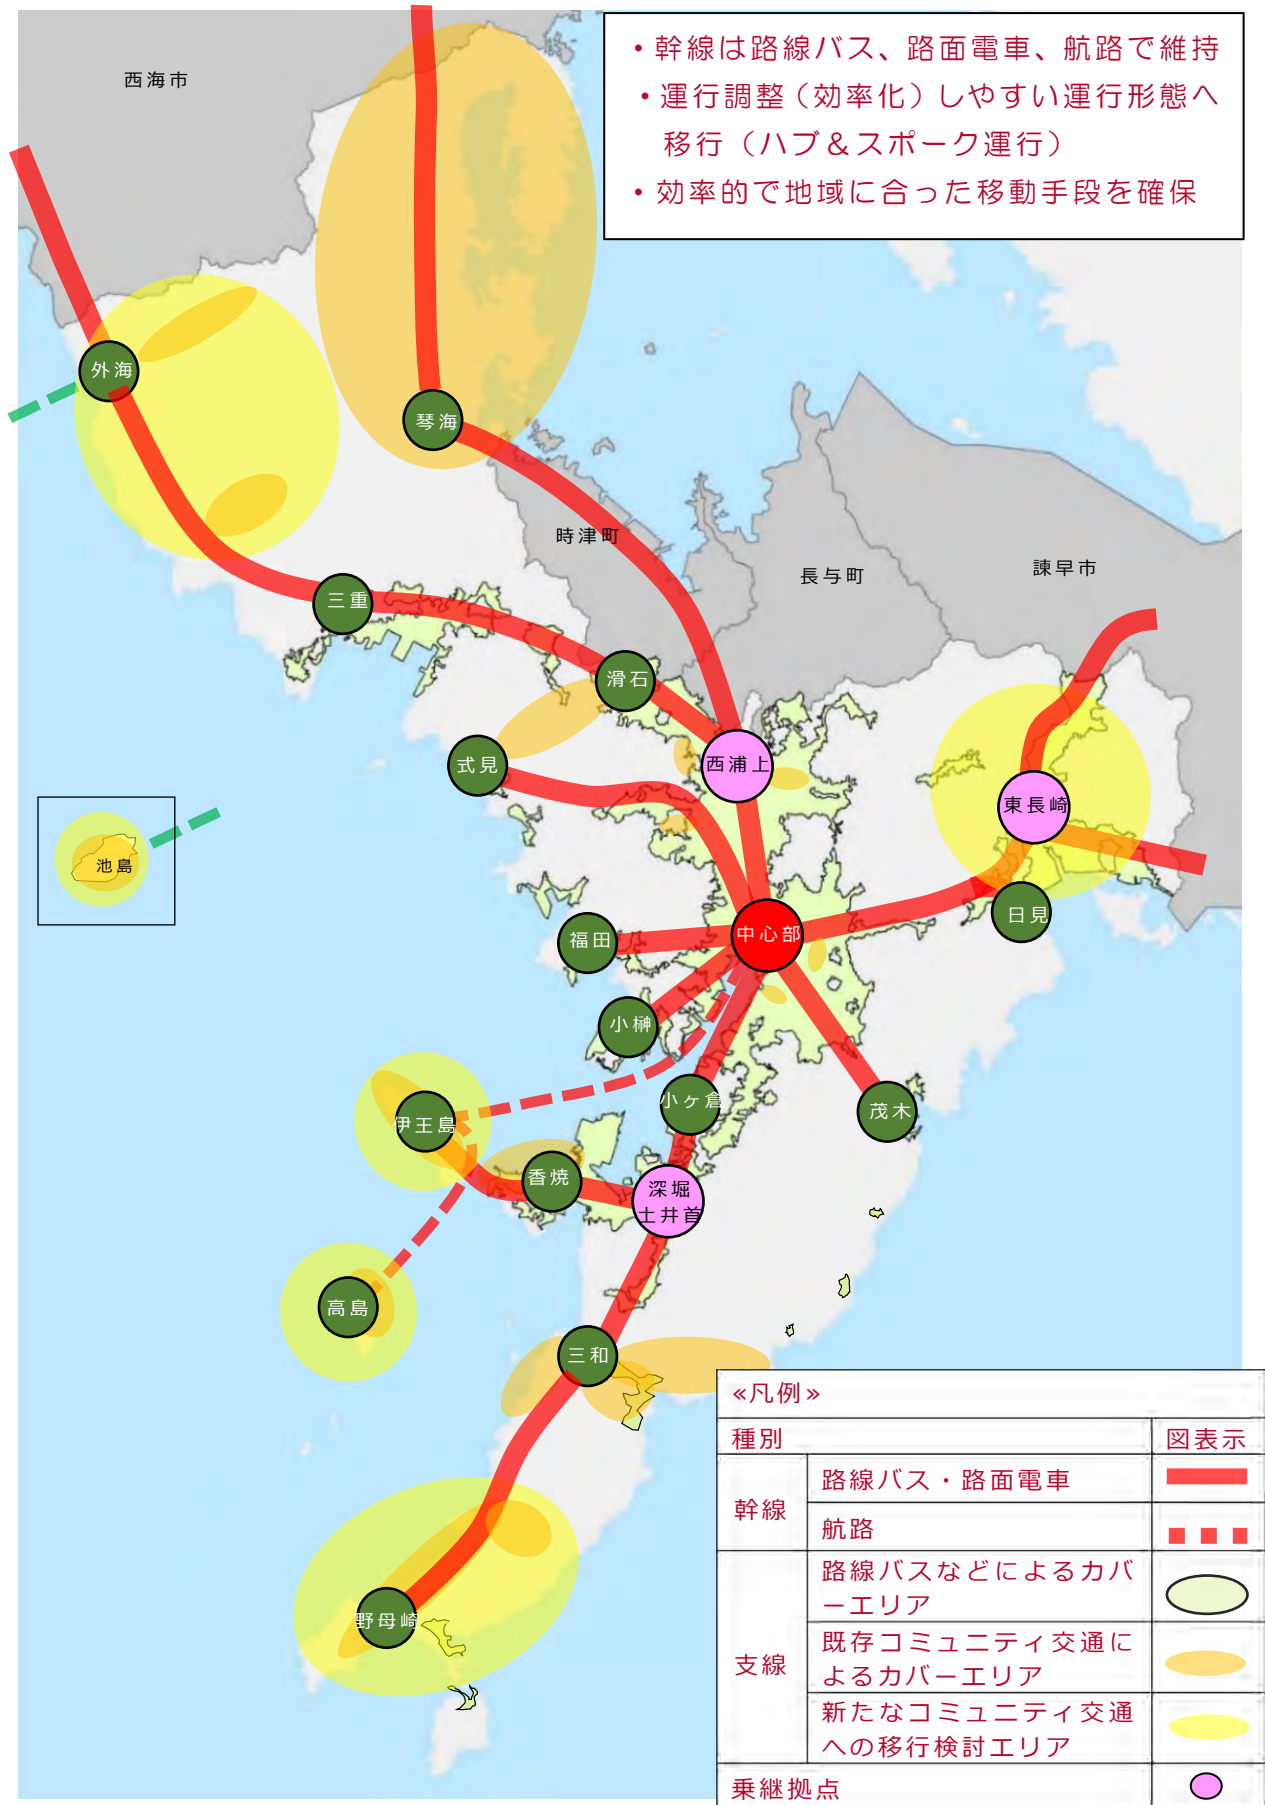 ・幹線は路線バス、路面電車、航路で維持
・運行調整（効率化）しやすい運行形態へ
移行（ハブ＆スポーク運行）
・効率的で地域に合った移動手段を確保
西海市
外海
琴海
時津町
長与町
諫早市
三重
滑石
西浦上
式見
東長崎
池島
日見
福田
中心部
小榊
伊王島
小ヶ倉
茂木
香焼
深堀
土井首
高島
三和
野母崎
«凡例»
種別 図表示
幹線
路線バス・路面電車
航路
支線
路線バスなどによるカバ
ーエリア
既存コミュニティ交通に
よるカバーエリア
新たなコミュニティ交通
への移行検討エリア
乗継拠点